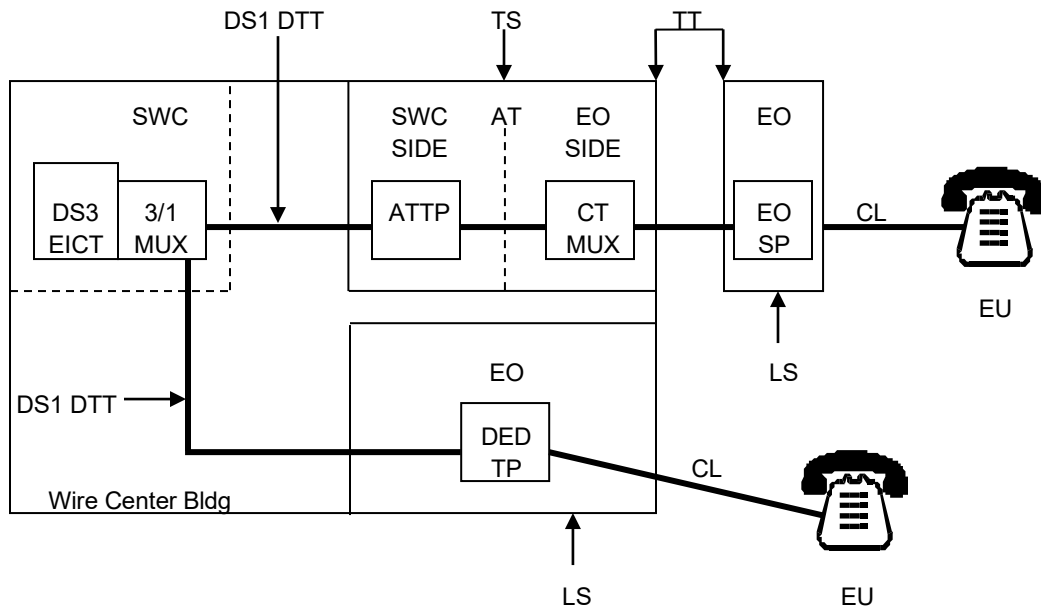 DS1 DTT
TS
TT
SWC
SWC
SIDE
AT
EO
SIDE
EO
DS3
EICT
3/1
MUX
ATTP
CT
MUX
EO
SP
CL
EU
LS
EO
DS1 DTT
DED
TP
CL
Wire Center Bldg
LS
EU